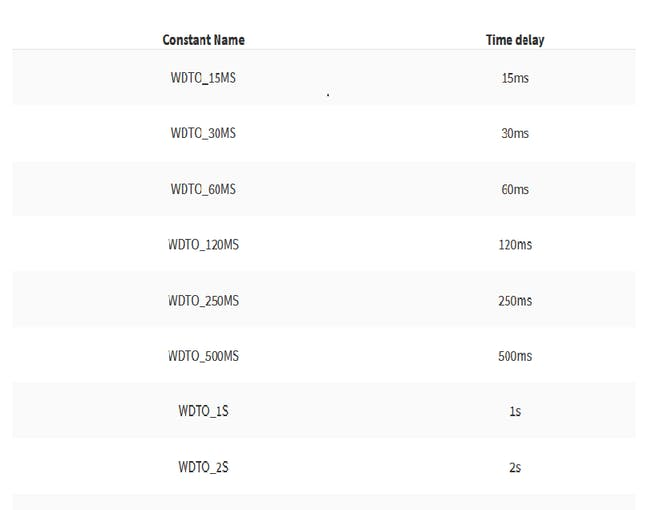 Constant Name Time delay
WDTO_15MS 15ms
WDTO_30MS 30ms
WDTO_60MS 60ms
WDTO_120MS 120ms
WDTO_250MS 250ms
WDTO_500MS 500ms
WDTO_1S 1s
WDTO_2S 2s